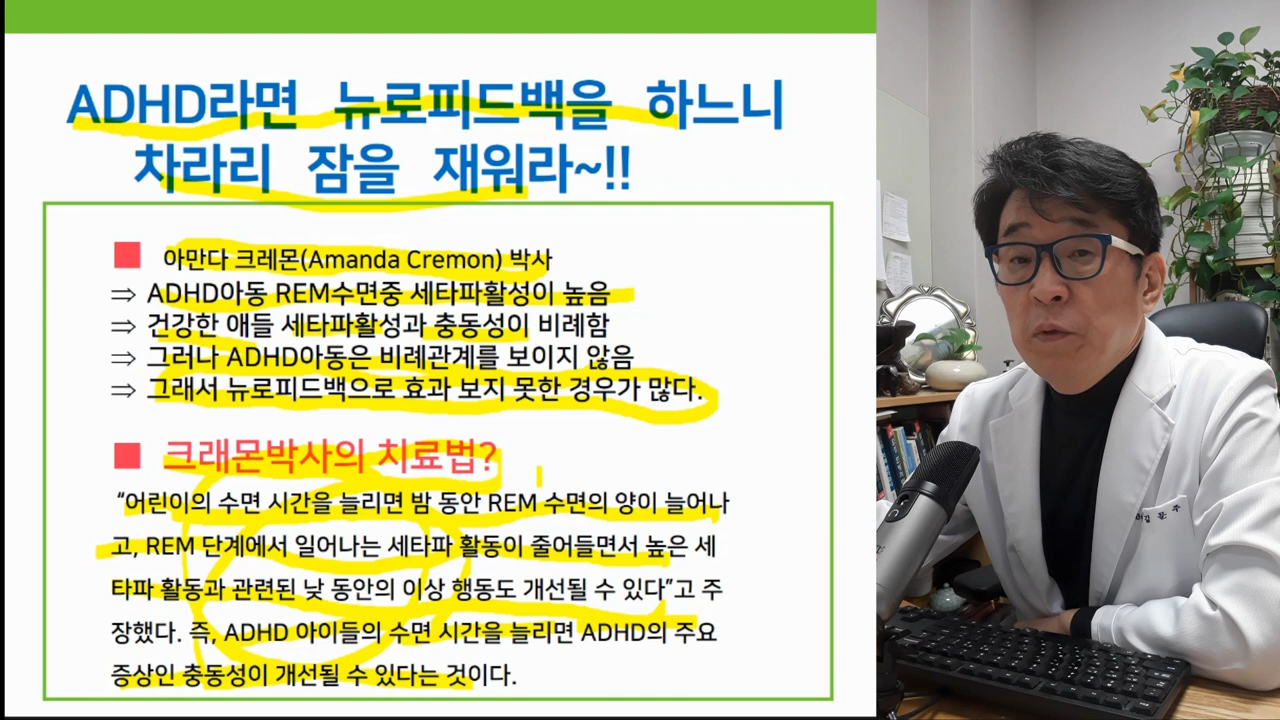 ADHD라면 뉴로피드백을 하느니
차라리 잠을 재워라~!!
■ 아만다 크레몬(Amanda Cremon) 박사
⇒ ADHD아동 REM수면중 세타파활성이 높음
⇒ 건강한 애들 세타파활성과 충동성이 비례함
⇒ 그러나 ADHD아동은 비례관계를 보이지 않음
⇒ 그래서 뉴로피드백으로 효과 보지 못한 경우가 많다.
■ 크래몬박사의 치료법?
“어린이의 수면 시간을 늘리면 밤 동안 REM 수면의 양이 늘어나
고, REM 단계에서 일어나는 세타파 활동이 줄어들면서 높은 세
타파 활동과 관련된 낮 동안의 이상 행동도 개선될 수 있다”고 주
장했다. 즉, ADHD 아이들의 수면 시간을 늘리면 ADHD의 주요
증상인 충동성이 개선될 수 있다는 것이다.